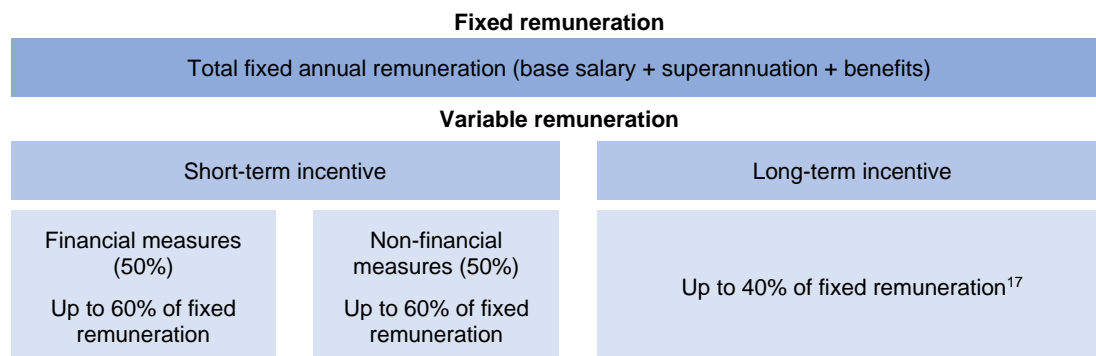 Fixed remuneration
Total fixed annual remuneration (base salary + superannuation + benefits)
Variable remuneration
Short-term incentive
Long-term incentive
Financial measures
(50%)
Up to 60% of fixed
remuneration
Non-financial
measures (50%)
Up to 60% of fixed
remuneration
Up to 40% of fixed remuneration17